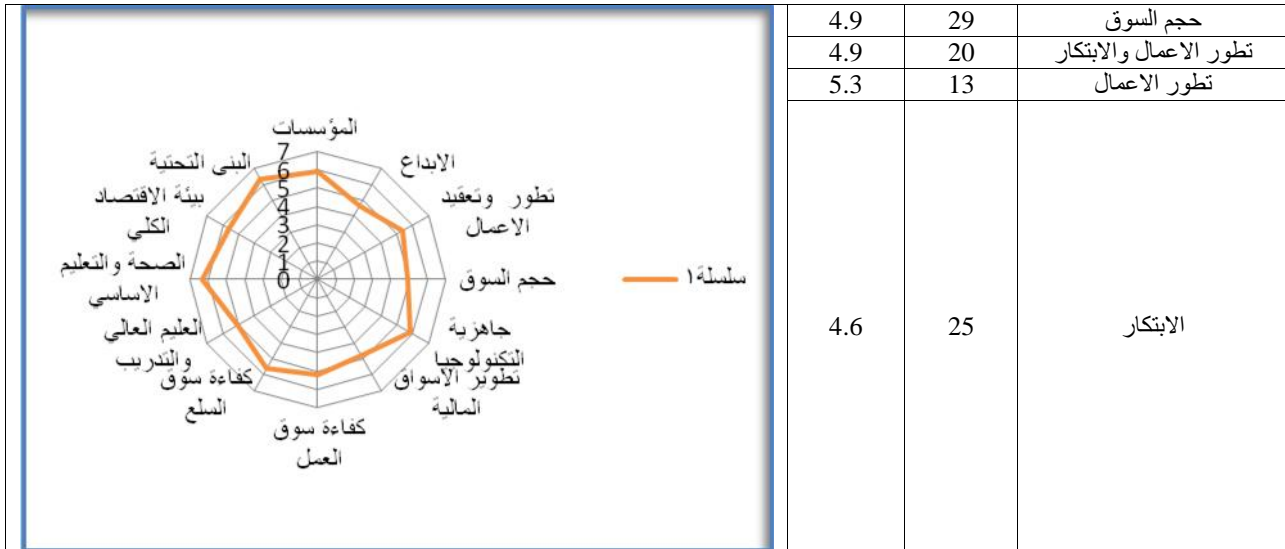 حجم السوق 29 4.9
تطور الاعمال والابتكار 20 4.9
تطور الاعمال 13 5.3
الابتكار 25 4.6
المؤسسات
الابداع
تطور وتعقيد
الاعمال
حجم السوق
جاهزية
التكنولوجيا
تطوير الاسواق
المالية
كفاءة سوق
العمل
كفاءة سوق
السلع
العليم العالي
والتدريب
الصحة والتعليم
الاساسي
بيئة الاقتصاد
الكلي
البنى التحتية
7
6
5
4
3
2
1
0
سلسلة١